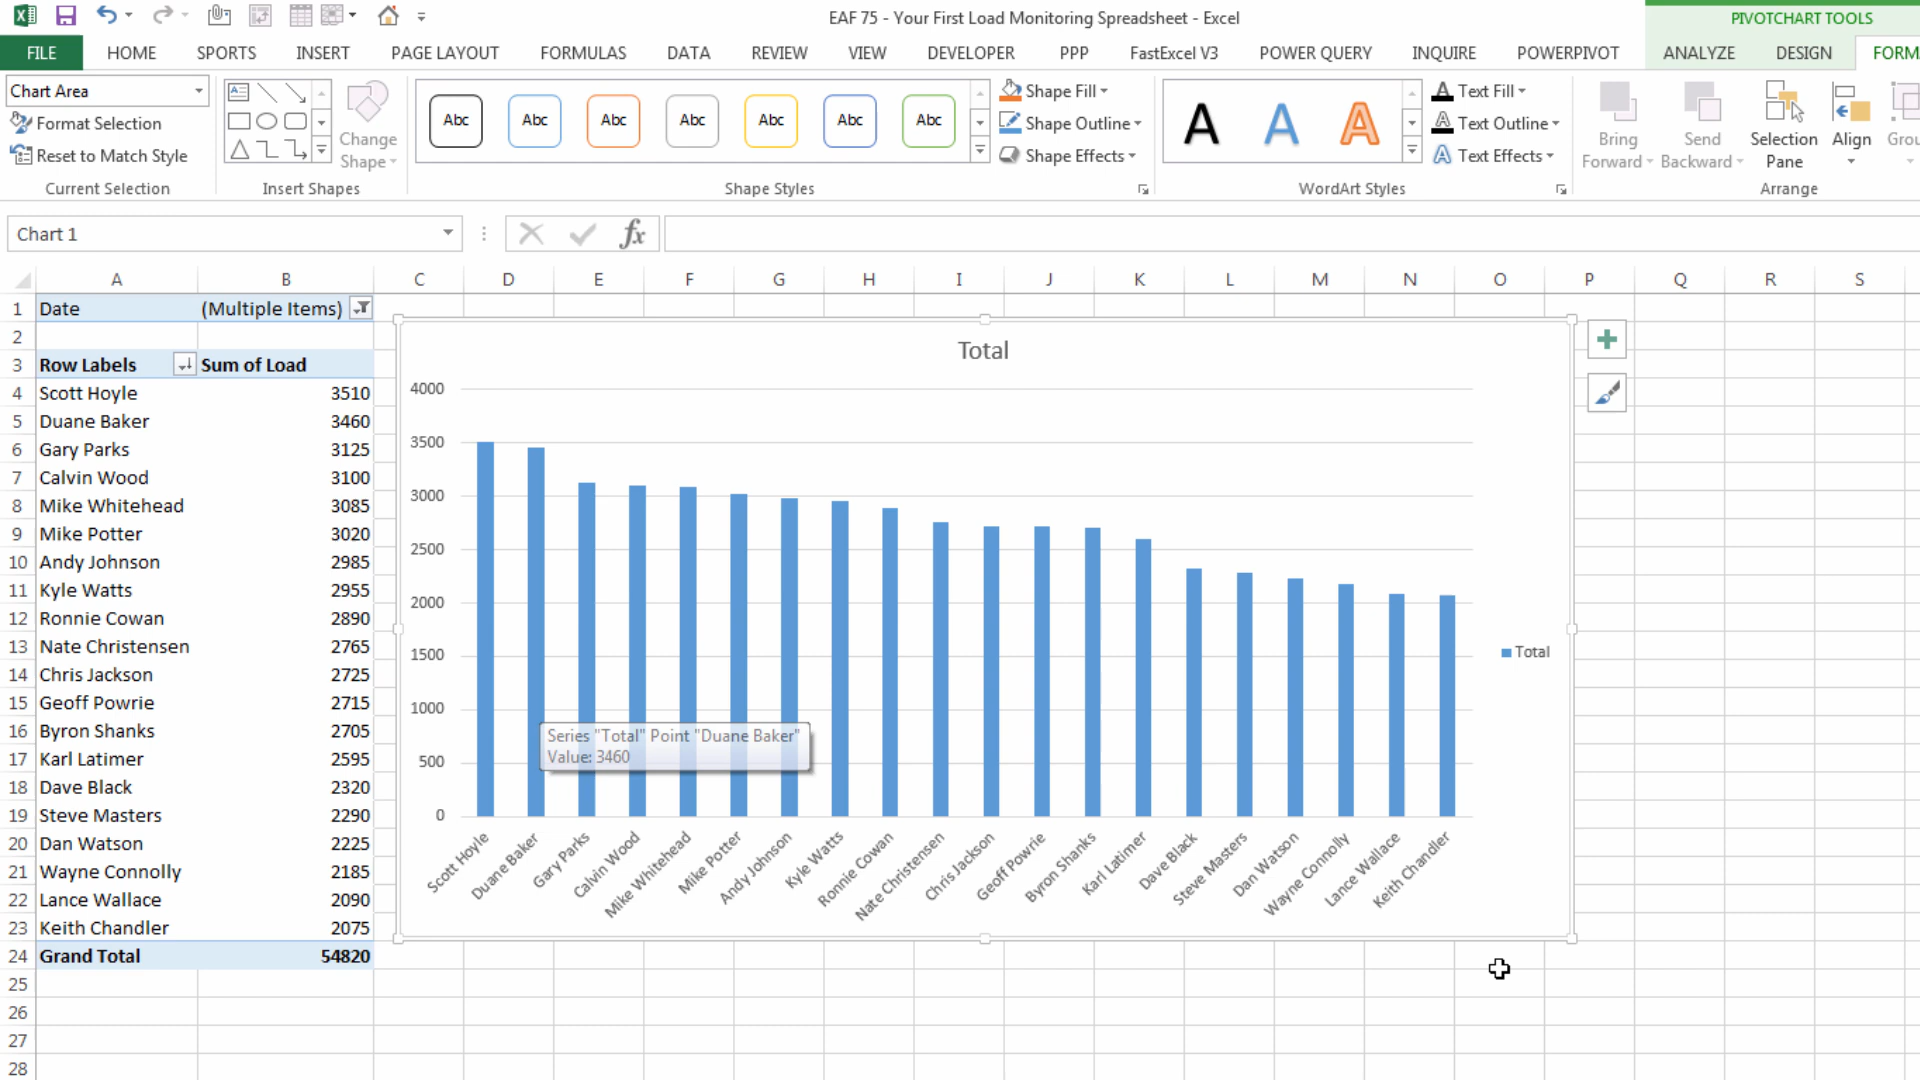 EAF 75 - Your First Load Monitoring Spreadsheet - Excel
PIVOTCHART TOOLS
FILE HOME SPORTS INSERT PAGE LAYOUT FORMULAS DATA REVIEW VIEW DEVELOPER PPP FastExcel V3 POWER QUERY INQUIRE POWERPIVOT ANALYZE DESIGN FORM
Chart Area
Format Selection
Reset to Match Style
Current Selection
Change
Shape
Insert Shapes
Abc Abc Abc Abc Abc Abc Abc
Shape Styles
Shape Fill
Shape Outline
Shape Effects
A A A
WordArt Styles
Text Fill
Text Outline
Text Effects
Bring
Forward
Send
Backward
Selection
Pane
Align
Grou
Arrange
Chart 1
fx
A B C D E F G H I J K L M N O P Q R S
1 Date (Multiple Items)
2
3 Row Labels Sum of Load
4 Scott Hoyle 3510
5 Duane Baker 3460
6 Gary Parks 3125
7 Calvin Wood 3100
8 Mike Whitehead 3085
9 Mike Potter 3020
10 Andy Johnson 2985
11 Kyle Watts 2955
12 Ronnie Cowan 2890
13 Nate Christensen 2765
14 Chris Jackson 2725
15 Geoff Powrie 2715
16 Byron Shanks 2705
17 Karl Latimer 2595
18 Dave Black 2320
19 Steve Masters 2290
20 Dan Watson 2225
21 Wayne Connolly 2185
22 Lance Wallace 2090
23 Keith Chandler 2075
24 Grand Total 54820
25
26
27
28
Total
4000
3500
3000
2500
2000
1500
1000
500
0
Series "Total" Point "Duane Baker"
Value: 3460
Total
Scott Hoyle
Duane Baker
Gary Parks
Calvin Wood
Mike Whitehead
Mike Potter
Andy Johnson
Kyle Watts
Ronnie Cowan
Nate Christensen
Chris Jackson
Geoff Powrie
Byron Shanks
Karl Latimer
Dave Black
Steve Masters
Dan Watson
Wayne Connolly
Lance Wallace
Keith Chandler